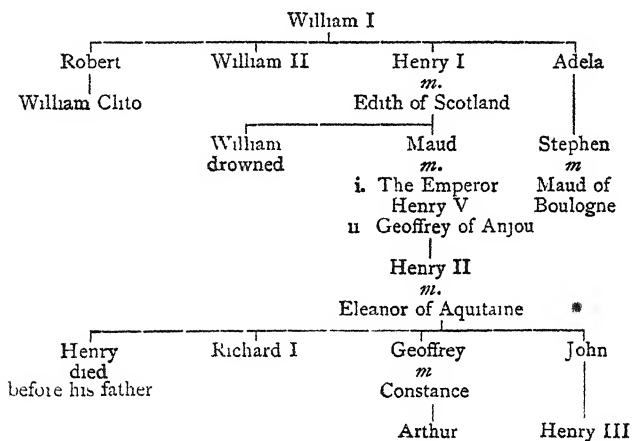 William I
Robert William II Henry I Adela
m.
William Clito Edith of Scotland
William Maud Stephen
drowned m. m
i. The Emperor Maud of
Henry V Boulogne
ii Geoffrey of Anjou
Henry II
m.
Eleanor of Aquitaine
Henry Richard I Geoffrey John
died m
before his father Constance
Arthur Henry III